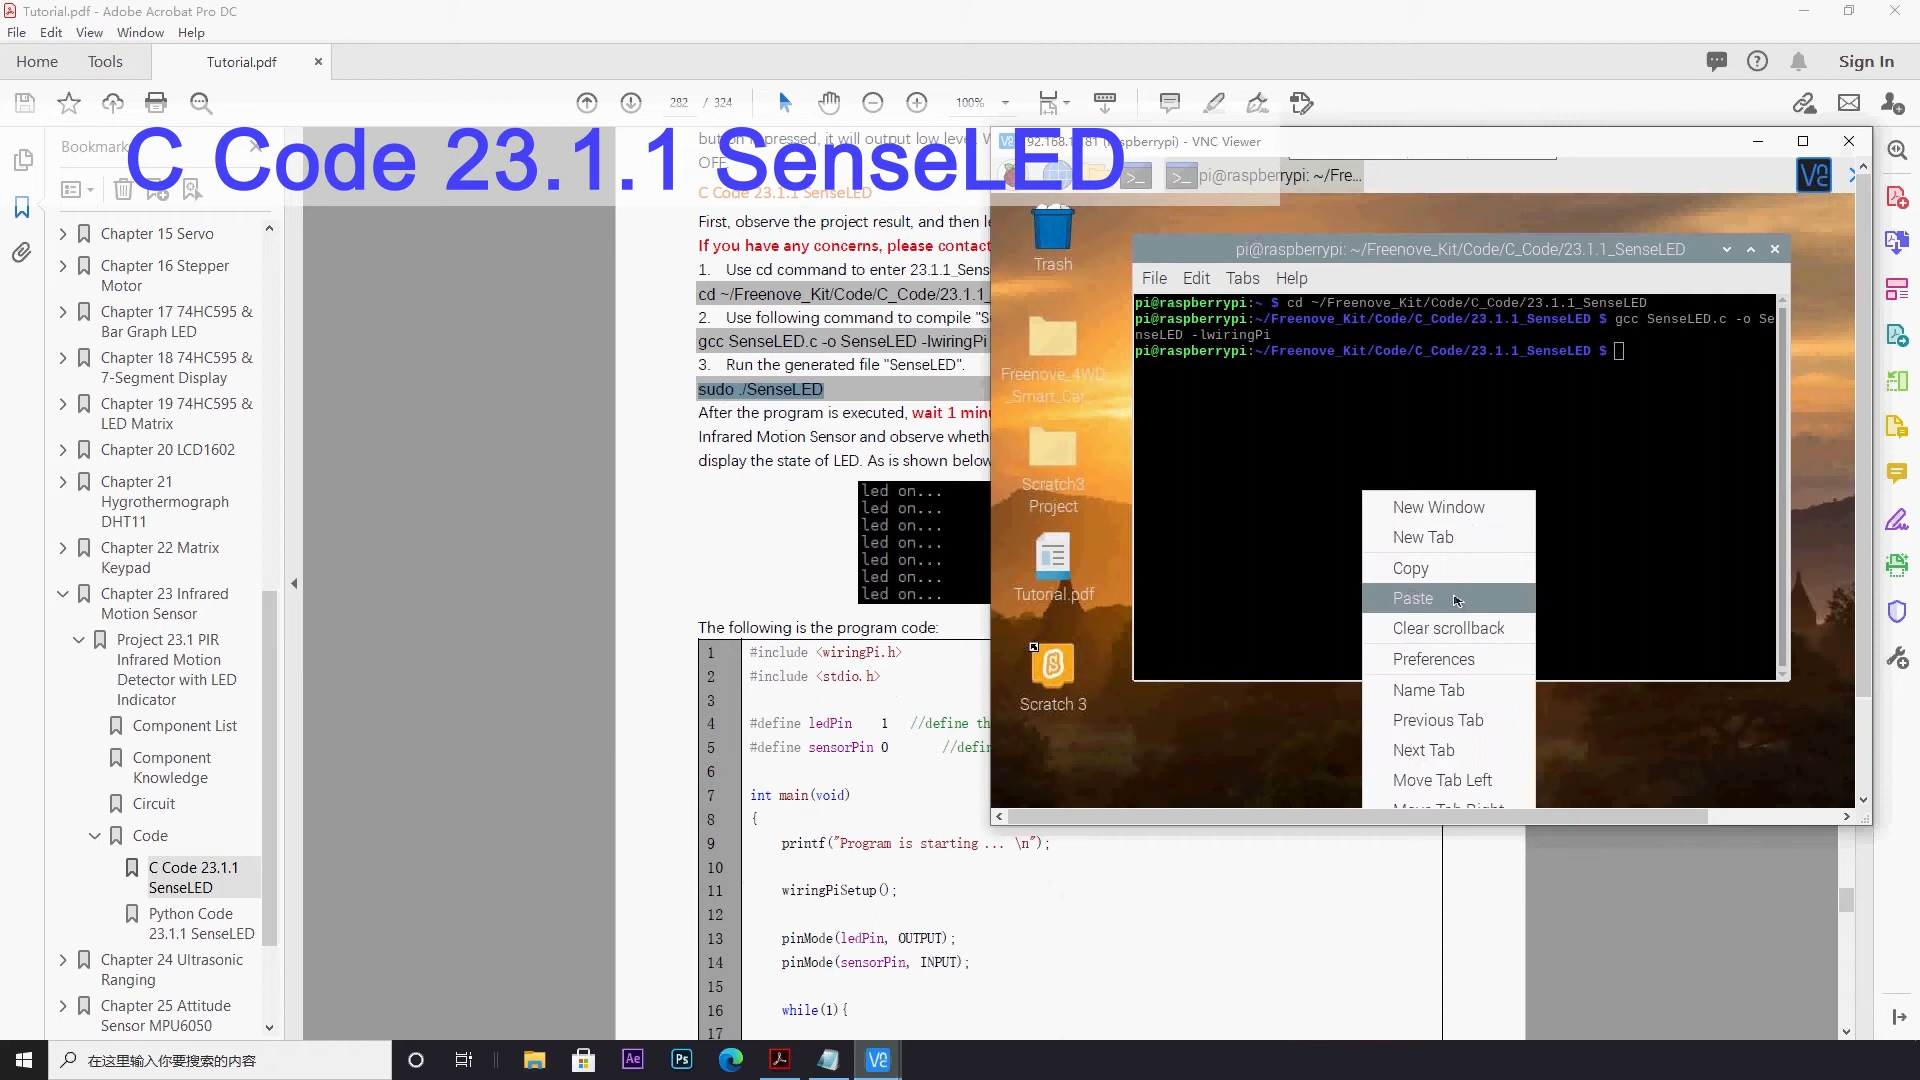 Tutorial.pdf - Adobe Acrobat Pro DC
File Edit View Window Help
Home Tools Tutorial.pdf × Sign In
282 / 324 100%
C Code 23.1.1 SenseLED
Bookmark
Chapter 15 Servo
Chapter 16 Stepper
Motor
Chapter 17 74HC595 &
Bar Graph LED
Chapter 18 74HC595 &
7-Segment Display
Chapter 19 74HC595 &
LED Matrix
Chapter 20 LCD1602
Chapter 21
Hygrothermograph
DHT11
Chapter 22 Matrix
Keypad
Chapter 23 Infrared
Motion Sensor
Project 23.1 PIR
Infrared Motion
Detector with LED
Indicator
Component List
Component
Knowledge
Circuit
Code
C Code 23.1.1
SenseLED
Python Code
23.1.1 SenseLED
Chapter 24 Ultrasonic
Ranging
Chapter 25 Attitude
Sensor MPU6050
it will output low
OFF.
C Code 23.1.1 SenseLED
First, observe the project result, and then
If you have any concerns, please contact
1. Use cd command to enter 23.1.1_Sens
cd ~/Freenove_Kit/Code/C_Code/23.1.1_
2. Use following command to compile "S
gcc SenseLED.c -o SenseLED -lwiringPi
3. Run the generated file "SenseLED".
sudo ./SenseLED
After the program is executed, wait 1 minu
Infrared Motion Sensor and observe wheth
display the state of LED. As is shown below
led on...
led on...
led on...
led on...
led on...
led on...
led on...
The following is the program code:
1 #include <wiringPi.h>
2 #include <stdio.h>
3
4 #define ledPin 1 //define th
5 #define sensorPin 0 //defin
6
7 int main(void)
8 {
9 printf("Program is starting ... \n");
10
11 wiringPiSetup();
12
13 pinMode(ledPin, OUTPUT);
14 pinMode(sensorPin, INPUT);
15
16 while(1){
17
- VNC Viewer
pi@raspberrypi: ~/Fre...
Trash
Freenove_4WD
_Smart_Car_
Scratch3
Project
Tutorial.pdf
Scratch 3
pi@raspberrypi: ~/Freenove_Kit/Code/C_Code/23.1.1_SenseLED
File Edit Tabs Help
pi@raspberrypi:~ $ cd ~/Freenove_Kit/Code/C_Code/23.1.1_SenseLED
pi@raspberrypi:~/Freenove_Kit/Code/C_Code/23.1.1_SenseLED $ gcc SenseLED.c -o Se
nseLED -lwiringPi
pi@raspberrypi:~/Freenove_Kit/Code/C_Code/23.1.1_SenseLED $
New Window
New Tab
Copy
Paste
Clear scrollback
Preferences
Name Tab
Previous Tab
Next Tab
Move Tab Left
Move Tab Right
在这里输入你要搜索的内容
Ae
Ps